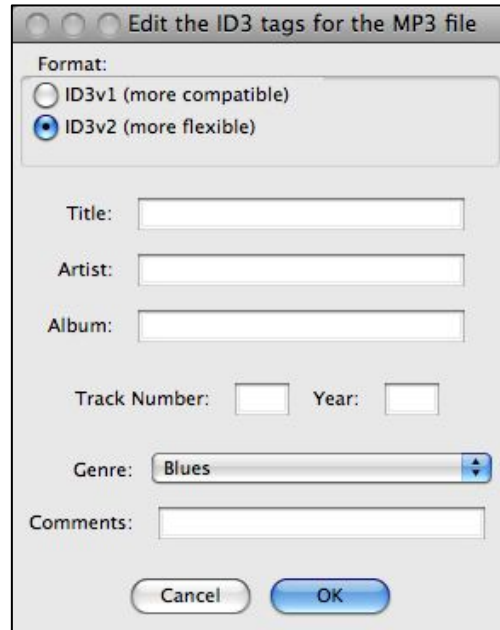 Edit the ID3 tags for the MP3 file
Format:
ID3v1 (more compatible)
ID3v2 (more flexible)
Title:
Artist:
Album:
Track Number: Year:
Genre: Blues
Comments:
Cancel OK